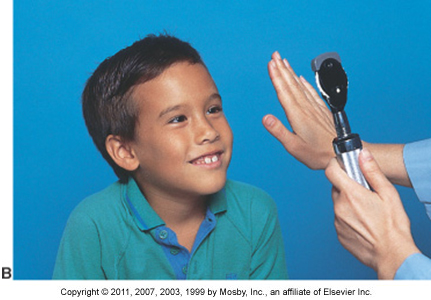 B
Copyright © 2011, 2007, 2003, 1999 by Mosby, Inc., an affiliate of Elsevier Inc.